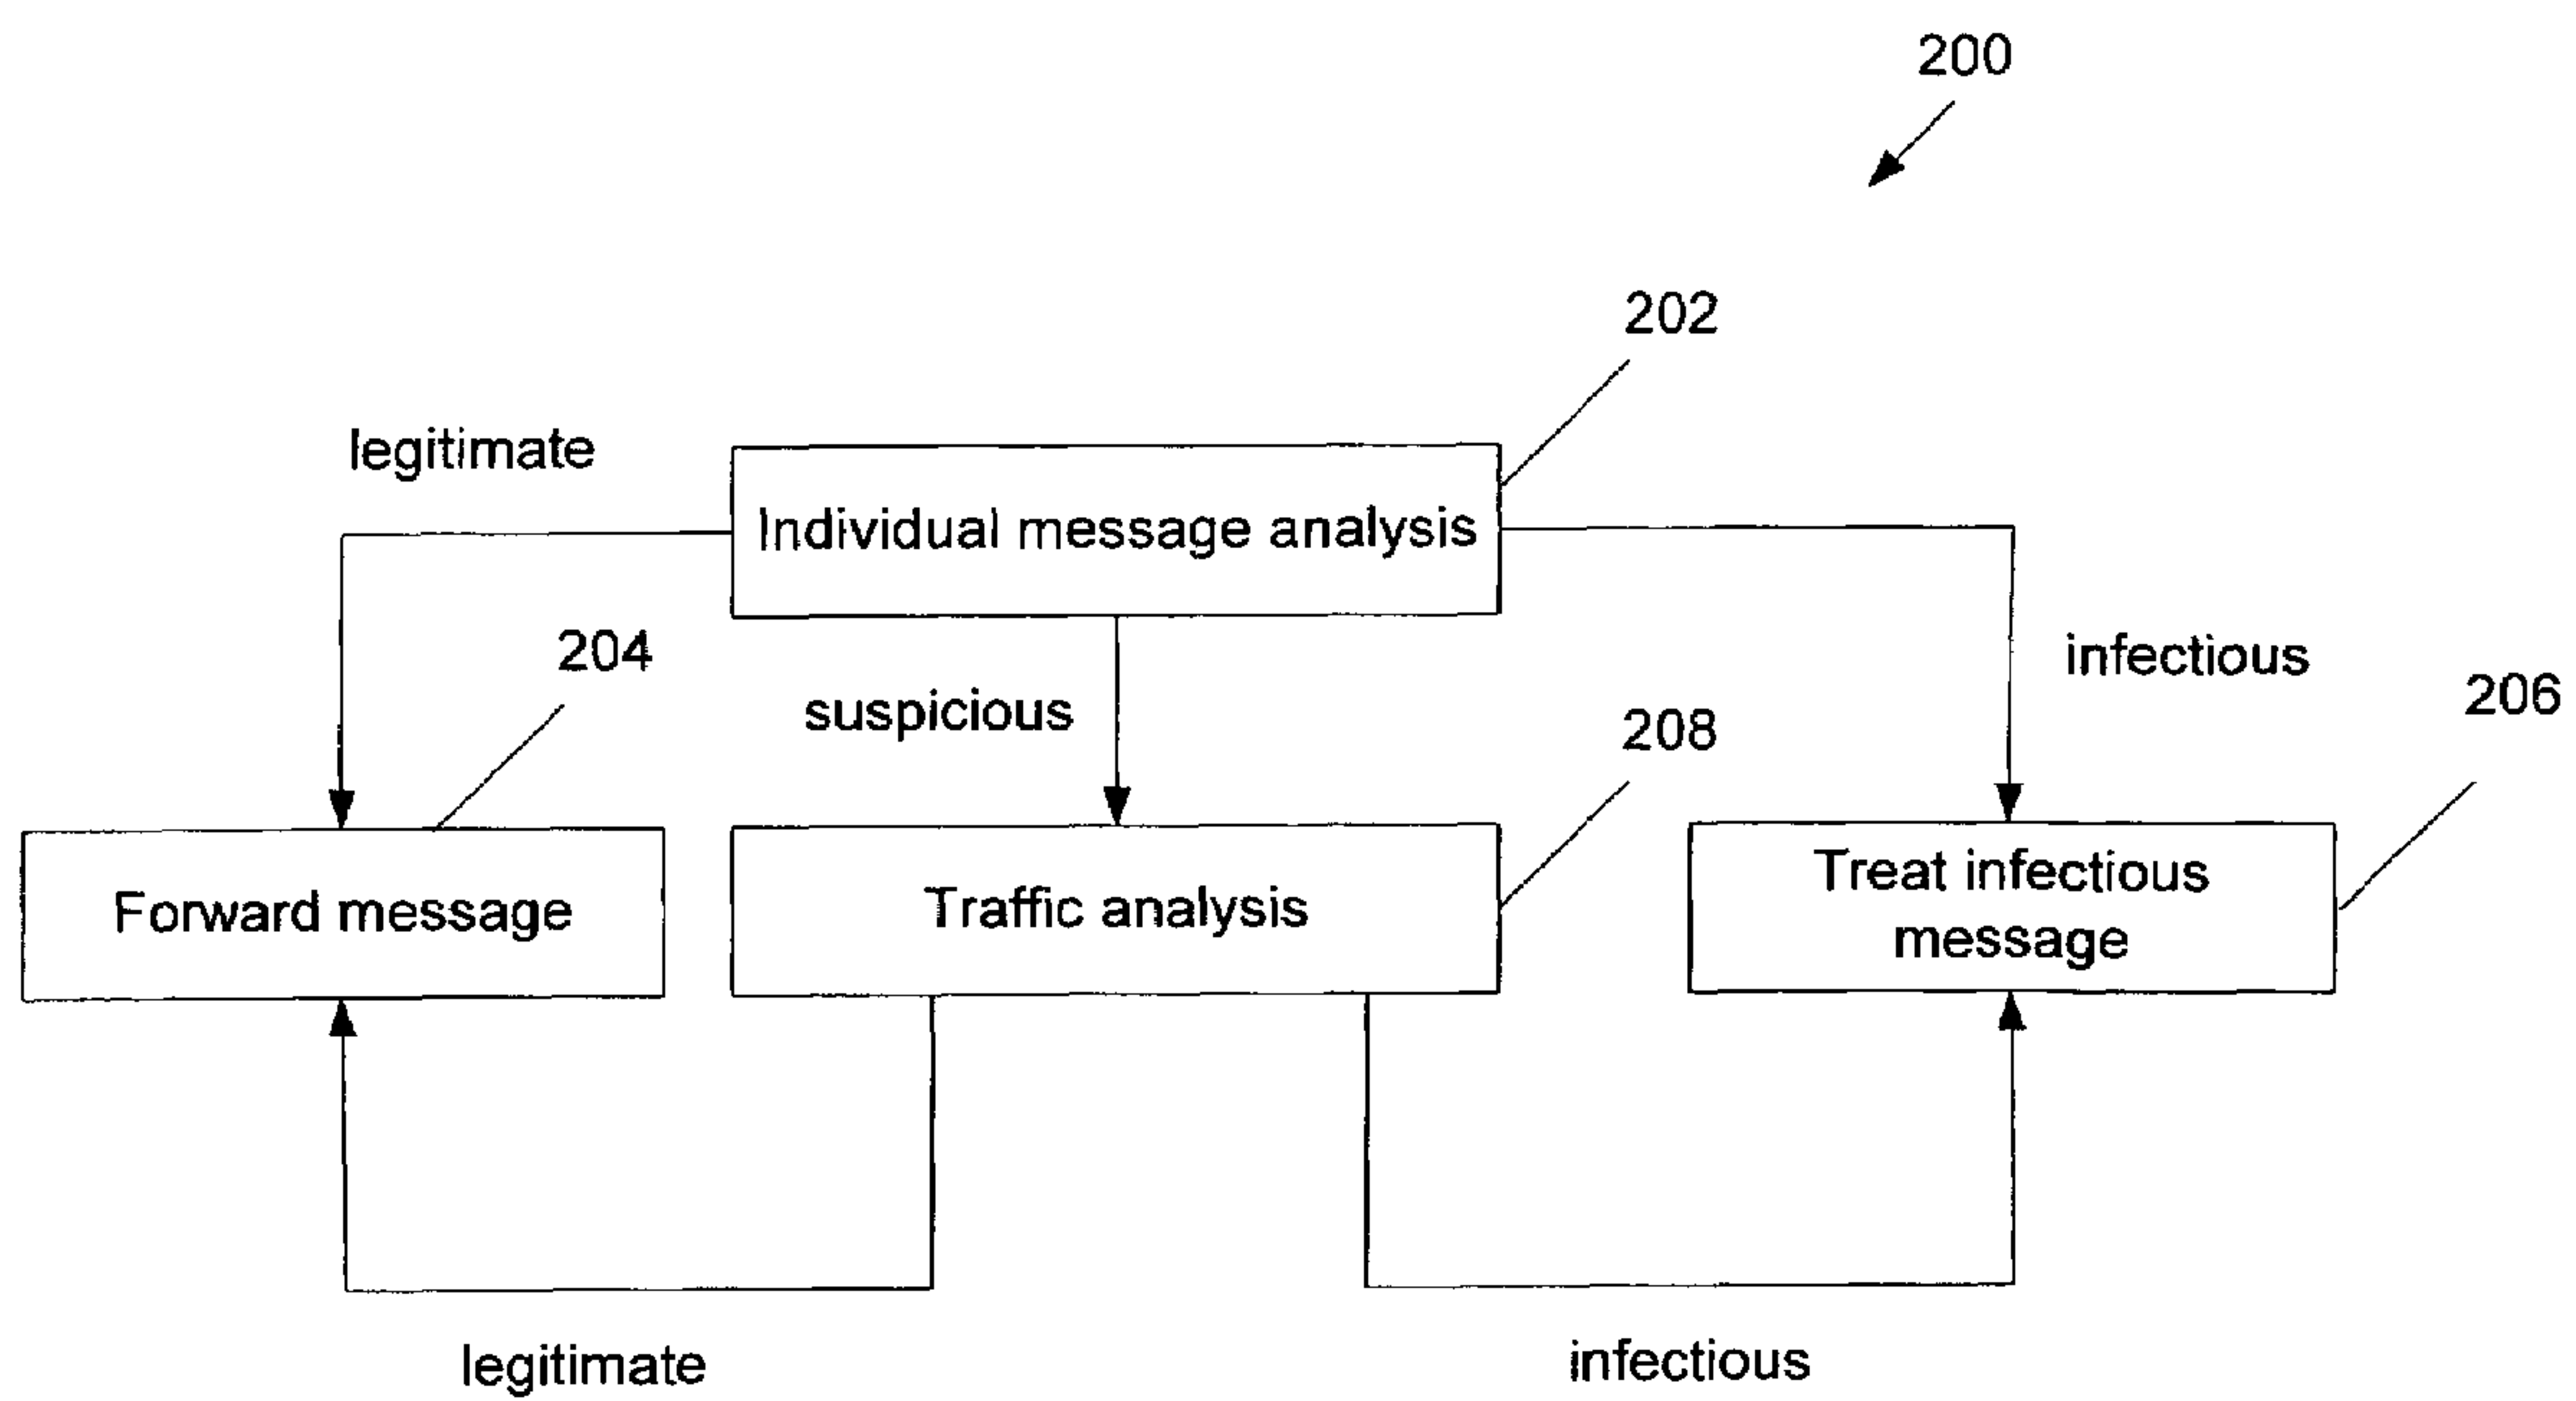 200
202
legitimate
Individual message analysis
204
infectious
206
suspicious
208
Forward message
Traffic analysis
Treat infectious
message
legitimate
infectious